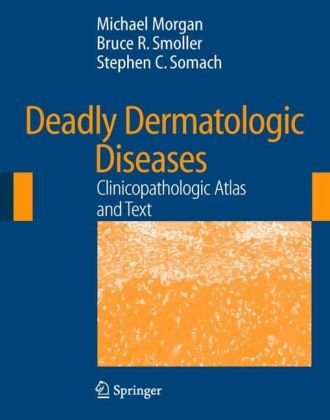 Michael Morgan
Bruce R. Smoller
Stephen C. Somach
Deadly Dermatologic
Diseases
Clinicopathologic Atlas
and Text
Springer